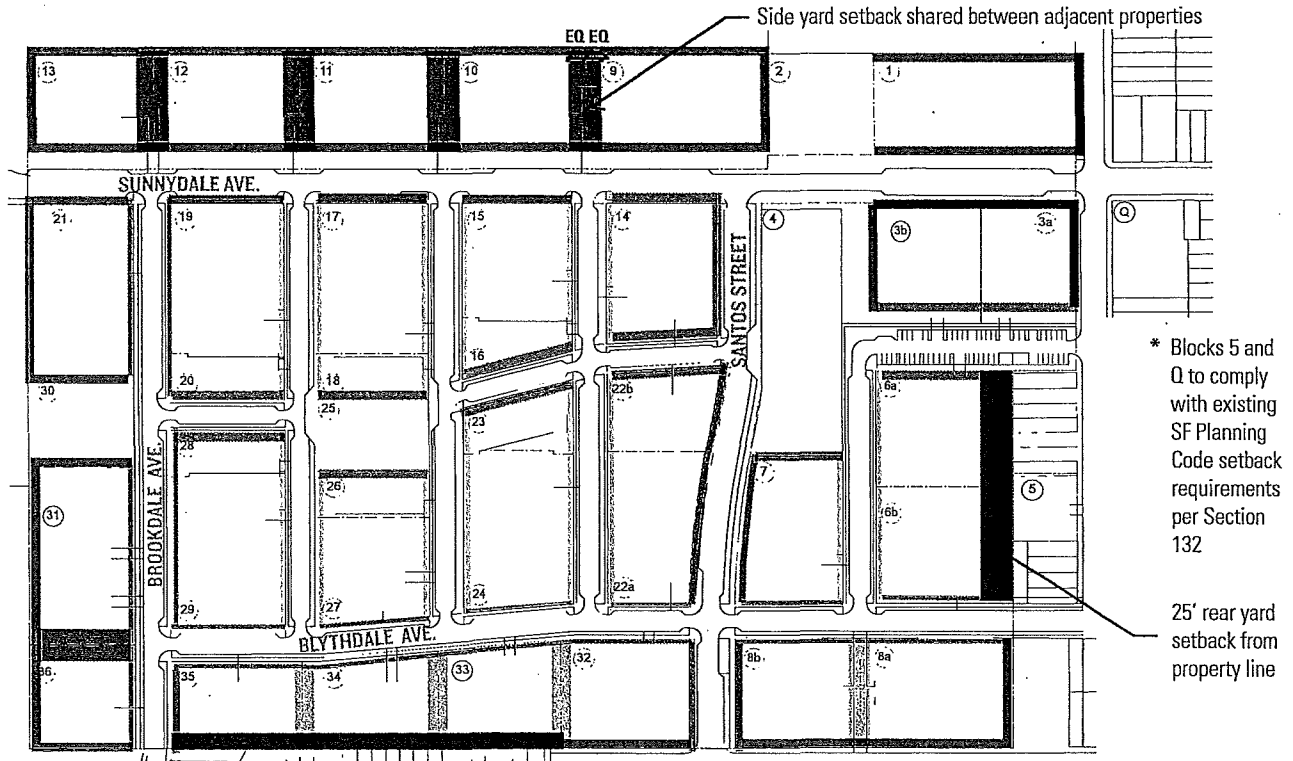 Side yard setback shared between adjacent properties
EQ EQ
13
12
11
10
9
2
1
SUNNYDALE AVE.
21
19
17
15
14
4
3b
3a
Q
SANTOS STREET
* Blocks 5 and
Q to comply
with existing
SF Planning
Code setback
requirements
per Section
132
16
30
20
18
22b
6a
25
23
28
BROOKDALE AVE.
26
7
31
6b
5
29
27
24
22a
25' rear yard
setback from
property line
BLYTHDALE AVE.
36
35
34
33
32
8b
8a